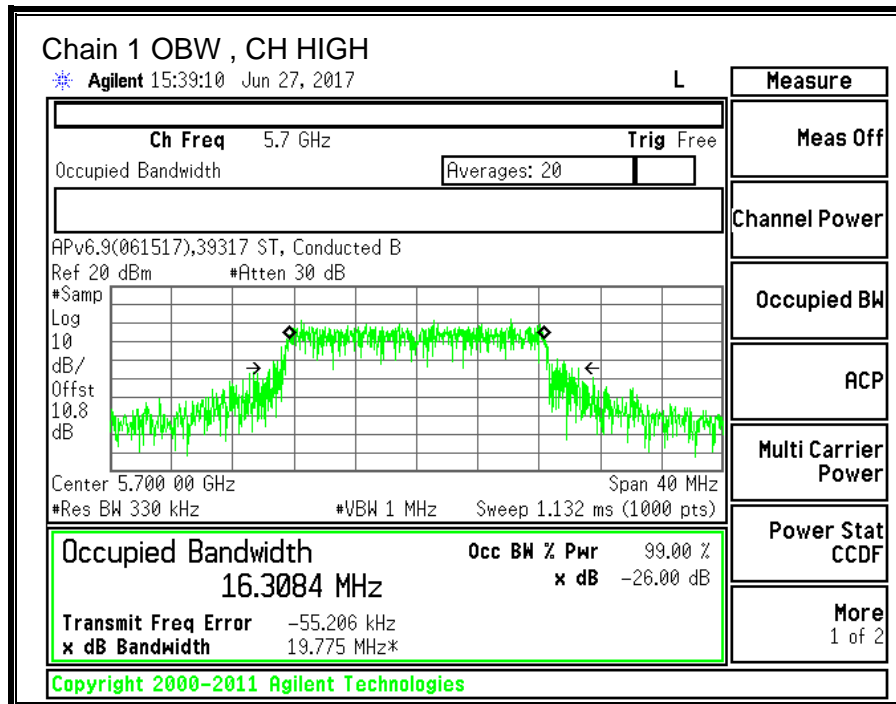 Chain 1 OBW , CH HIGH
Agilent 15:39:10 Jun 27, 2017 L
Measure
Ch Freq 5.7 GHz Trig Free
Occupied Bandwidth Averages: 20
APv6.9(061517),39317 ST, Conducted B
Ref 20 dBm #Atten 30 dB
#Samp
Log
10
dB/
Offst
10.8
dB
Center 5.700 00 GHz Span 40 MHz
#Res BW 330 kHz #VBW 1 MHz Sweep 1.132 ms (1000 pts)
Occupied Bandwidth Occ BW % Pwr 99.00 %
16.3084 MHz x dB -26.00 dB
Transmit Freq Error -55.206 kHz
x dB Bandwidth 19.775 MHz*
Copyright 2000-2011 Agilent Technologies
Meas Off
Channel Power
Occupied BW
ACP
Multi Carrier
Power
Power Stat
CCDF
More
1 of 2